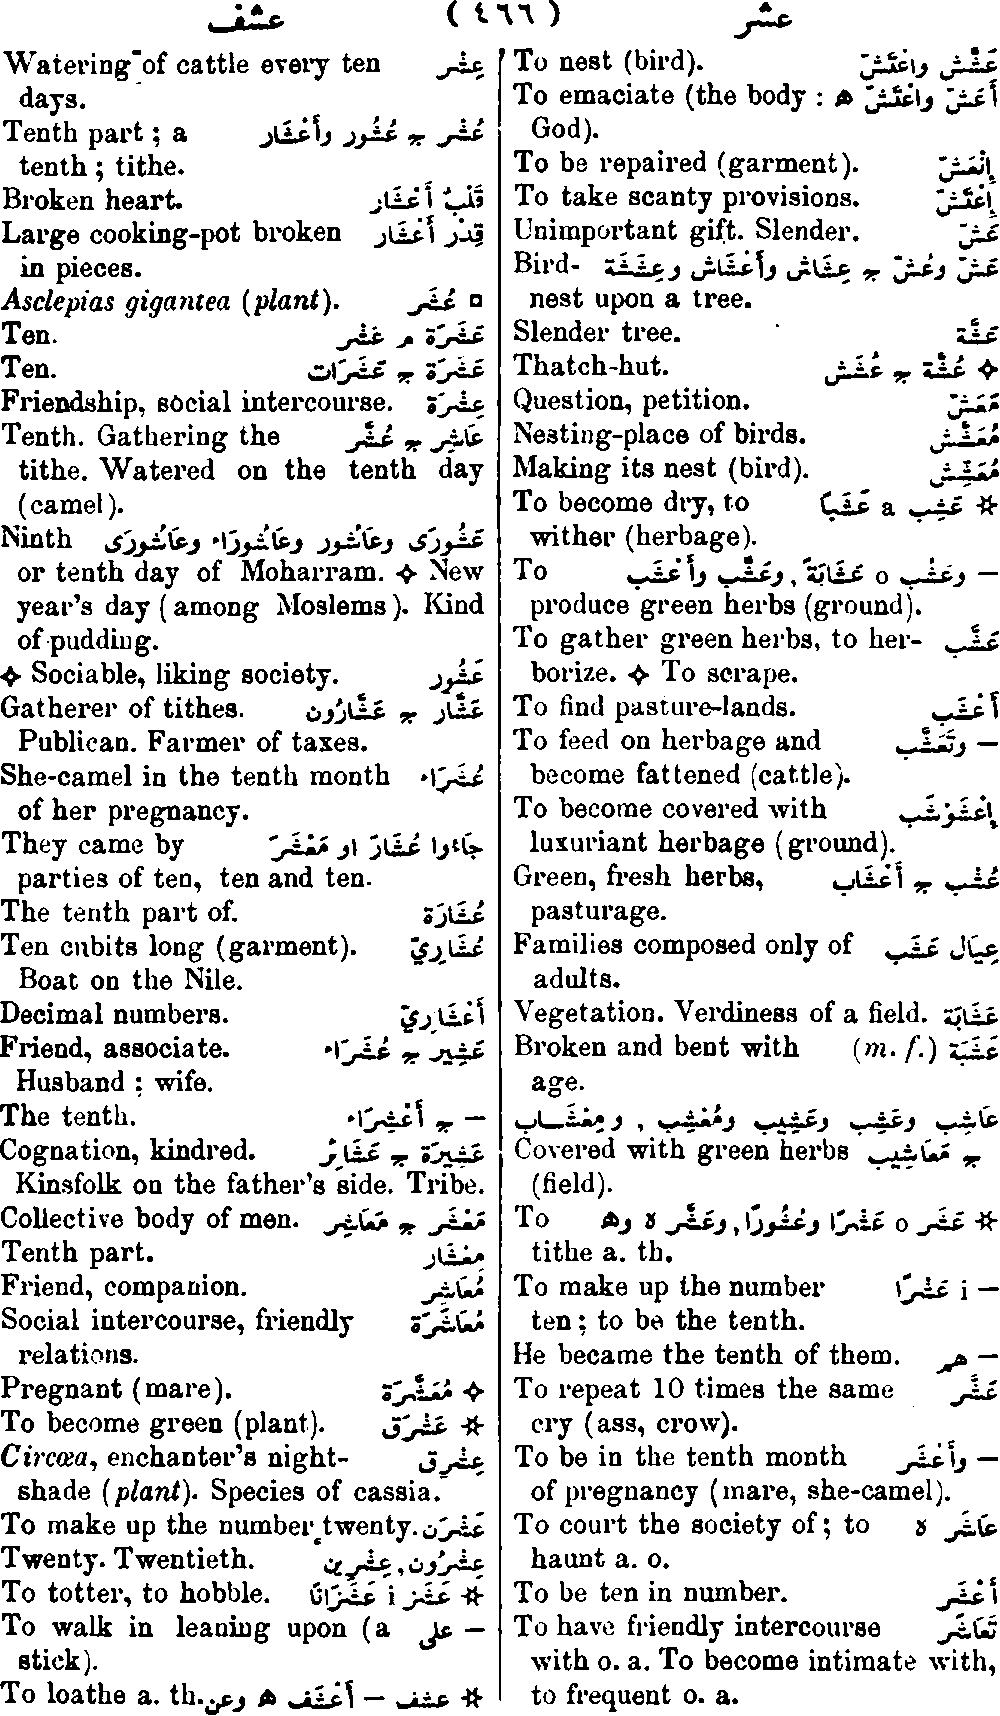 عشر ( ٤٦٦ ) عشف
To nest (bird). عَشَّش وٱعْتَشّ
To emaciate (the body : أَعَشّ وٱعْتَشّ ه
God).
To be repaired (garment). إِنْعَشّ
To take scanty provisions. إِعْتَشّ
Unimportant gift. Slender. عَشّ
Bird- عَشّ وعُشّ ج عِشَاش وأَعْشَاش وعِشَشَة
nest upon a tree.
Slender tree. عَشَّة
Thatch-hut. ✧ عُشَّة ج عُشَش
Question, petition. مَعَشّ
Nesting-place of birds. مُعَشَّش
Making its nest (bird). مُعَشِّش
To become dry, to ☆ عَشِب a عَشَبًا
wither (herbage).
To — وعَشُب o عَشَابَةً, وعَشَّب وأَعْشَب
produce green herbs (ground).
To gather green herbs, to her- عَشَّب
borize. ✧ To scrape.
To find pasture-lands. أَعْشَب
To feed on herbage and — وتَعَشَّب
become fattened (cattle).
To become covered with إِعْشَوْشَب
luxuriant herbage (ground).
Green, fresh herbs, عُشْب ج أَعْشَاب
pasturage.
Families composed only of عِيَال عَشَب
adults.
Vegetation. Verdiness of a field. عَشَابَة
Broken and bent with (m. f.) عَشَبَة
age.
عَاشِب وعَشِب وعَشِيب ومُعْشِب , ومِعْشَاب
Covered with green herbs ج مَعَاشِيب
(field).
To ☆ عَشَر o عَشْرًا وعُشُورًا, وعَشَّر لا وه
tithe a. th.
To make up the number — i عَشْرًا
ten; to be the tenth.
He became the tenth of them. — هم
To repeat 10 times the same عَشَّر
cry (ass, crow).
To be in the tenth month — وأَعْشَر
of pregnancy (mare, she-camel).
To court the society of; to عَاشَر لا
haunt a. o.
To be ten in number. أَعْشَر
To have friendly intercourse تَعَاشَر
with o. a. To become intimate with,
to frequent o. a.
Watering of cattle every ten عِشْر
days.
Tenth part ; a عُشْر ج عُشُور وأَعْشَار
tenth ; tithe.
Broken heart. قَلْبٌ أَعْشَار
Large cooking-pot broken قِدْر أَعْشَار
in pieces.
Asclepias gigantea (plant). □ عُشَر
Ten. عَشَرَة م عَشْر
Ten. عَشَرَة ج عَشَرَات
Friendship, social intercourse. عِشْرَة
Tenth. Gathering the عَاشِر ج عُشَّر
tithe. Watered on the tenth day
(camel).
Ninth عَشُورَى وعَاشُور وعَاشُورَاء وعَاشُورَى
or tenth day of Moharram. ✧ New
year's day (among Moslems). Kind
of pudding.
✧ Sociable, liking society. عَشُور
Gatherer of tithes. عَشَّار ج عَشَّارُون
Publican. Farmer of taxes.
She-camel in the tenth month عُشَرَاء
of her pregnancy.
They came by جَاءوا عُشَارَ او مَعْشَرَ
parties of ten, ten and ten.
The tenth part of. عُشَارَة
Ten cubits long (garment). عُشَارِيّ
Boat on the Nile.
Decimal numbers. أَعْشَارِيّ
Friend, associate. عَشِير ج عُشَرَاء
Husband ; wife.
The tenth. — ج أَعْشِرَاء
Cognation, kindred. عَشِيرَة ج عَشَائِر
Kinsfolk on the father's side. Tribe.
Collective body of men. مَعْشَر ج مَعَاشِر
Tenth part. مِعْشَار
Friend, companion. مُعَاشِر
Social intercourse, friendly مُعَاشَرَة
relations.
Pregnant (mare). ✧ مُعَشَّرَة
To become green (plant). ☆ عَشْرَق
Circœa, enchanter's night- عِشْرِق
shade (plant). Species of cassia.
To make up the number twenty. عَشْرَن
Twenty. Twentieth. عِشْرُون, عِشْرِين
To totter, to hobble. ☆ عَشَز i عَشَزَانًا
To walk in leaning upon (a — على
stick).
To loathe a. th. ☆ عشف — أَعْشَف ه وعن